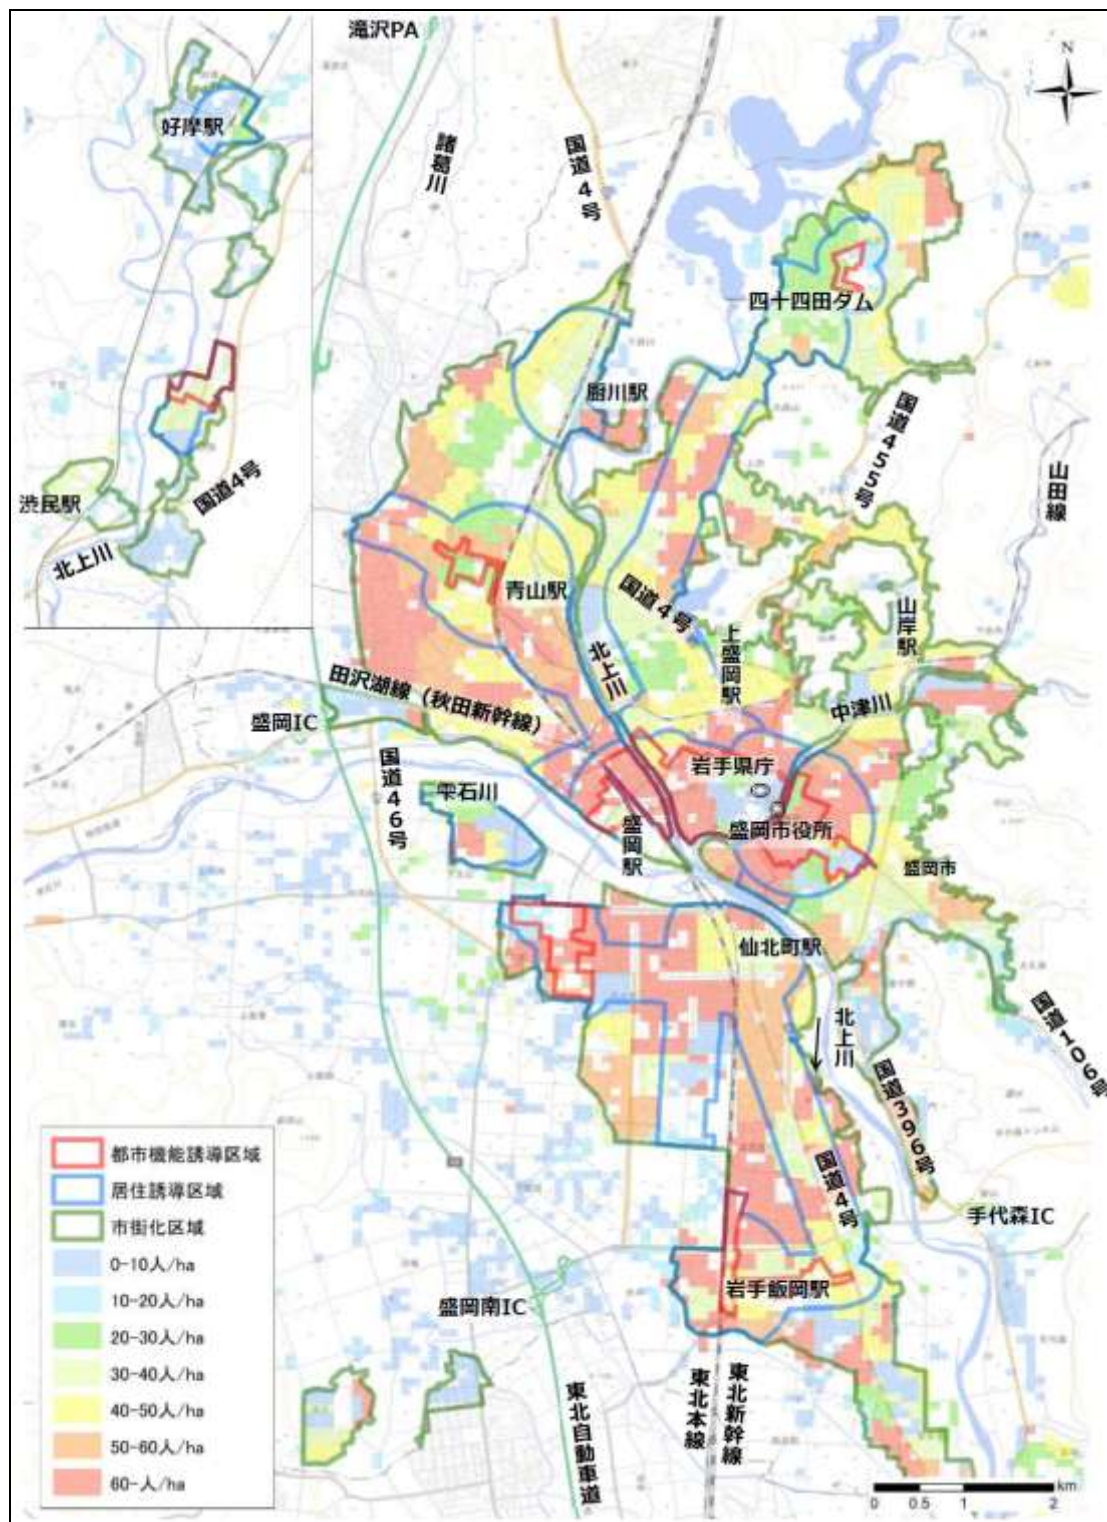 滝沢PA
N
好摩駅
諸葛川
国道4号
四十四田ダム
厨川駅
国道455号
山田線
渋民駅
国道4号
北上川
青山駅
国道4号
上盛岡駅
山岸駅
北上川
田沢湖線（秋田新幹線）
中津川
盛岡IC
国道46号
雫石川
岩手県庁
盛岡駅
盛岡市役所
盛岡市
仙北町駅
北上川
国道106号
国道396号
国道4号
手代森IC
岩手飯岡駅
盛岡南IC
東北自動車道
東北本線
東北新幹線
都市機能誘導区域
居住誘導区域
市街化区域
0-10人/ha
10-20人/ha
20-30人/ha
30-40人/ha
40-50人/ha
50-60人/ha
60-人/ha
km
0 0.5 1 2